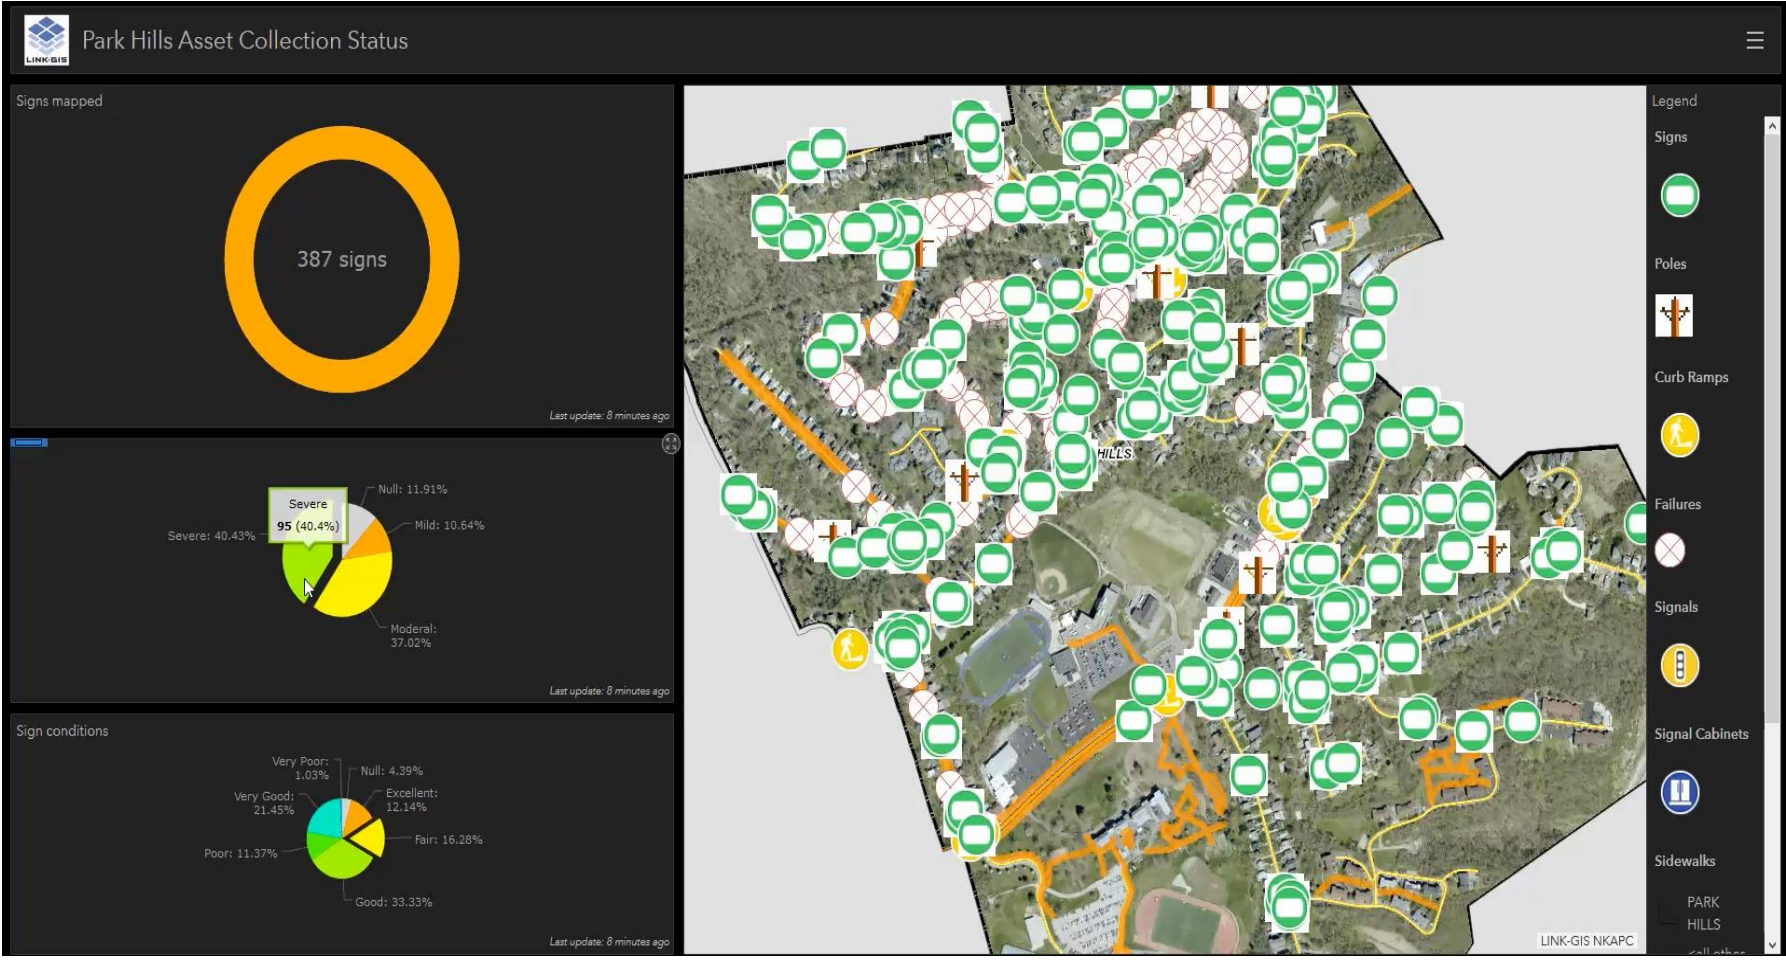 LINK-GIS
Park Hills Asset Collection Status
Signs mapped
387 signs
Last update: 8 minutes ago
Severe
95 (40.4%)
Null: 11.91%
Mild: 10.64%
Severe: 40.43%
Moderal:
37.02%
Last update: 8 minutes ago
Sign conditions
Very Poor:
1.03%
Null: 4.39%
Very Good:
21.45%
Excellent:
12.14%
Fair: 16.28%
Poor: 11.37%
Good: 33.33%
Last update: 8 minutes ago
HILLS
LINK-GIS NKAPC
Legend
Signs
Poles
Curb Ramps
Failures
Signals
Signal Cabinets
Sidewalks
PARK
HILLS